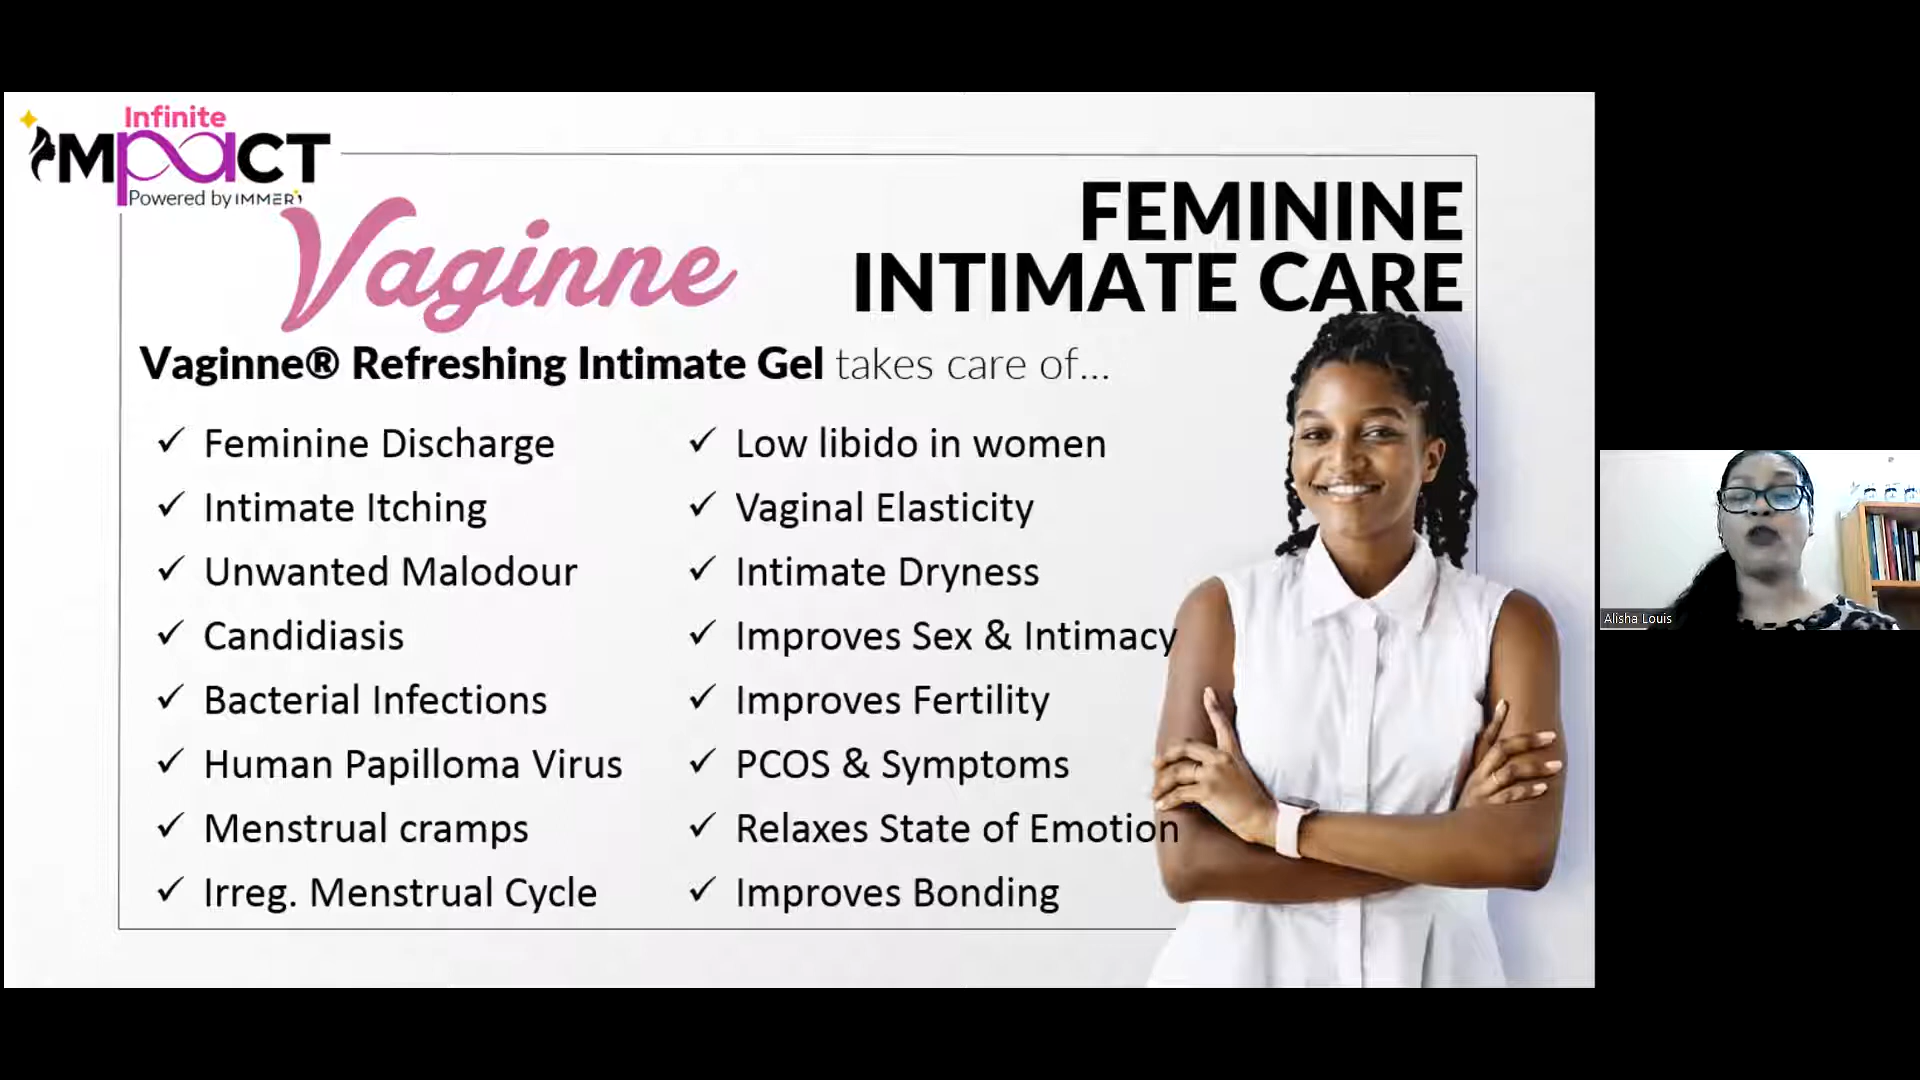 Infinite
iMPACT
Powered by IMMERi
Vaginne
FEMININE
INTIMATE CARE
Vaginne® Refreshing Intimate Gel takes care of...
✓ Feminine Discharge
✓ Intimate Itching
✓ Unwanted Malodour
✓ Candidiasis
✓ Bacterial Infections
✓ Human Papilloma Virus
✓ Menstrual cramps
✓ Irreg. Menstrual Cycle
✓ Low libido in women
✓ Vaginal Elasticity
✓ Intimate Dryness
✓ Improves Sex & Intimacy
✓ Improves Fertility
✓ PCOS & Symptoms
✓ Relaxes State of Emotion
✓ Improves Bonding
Alisha Louis